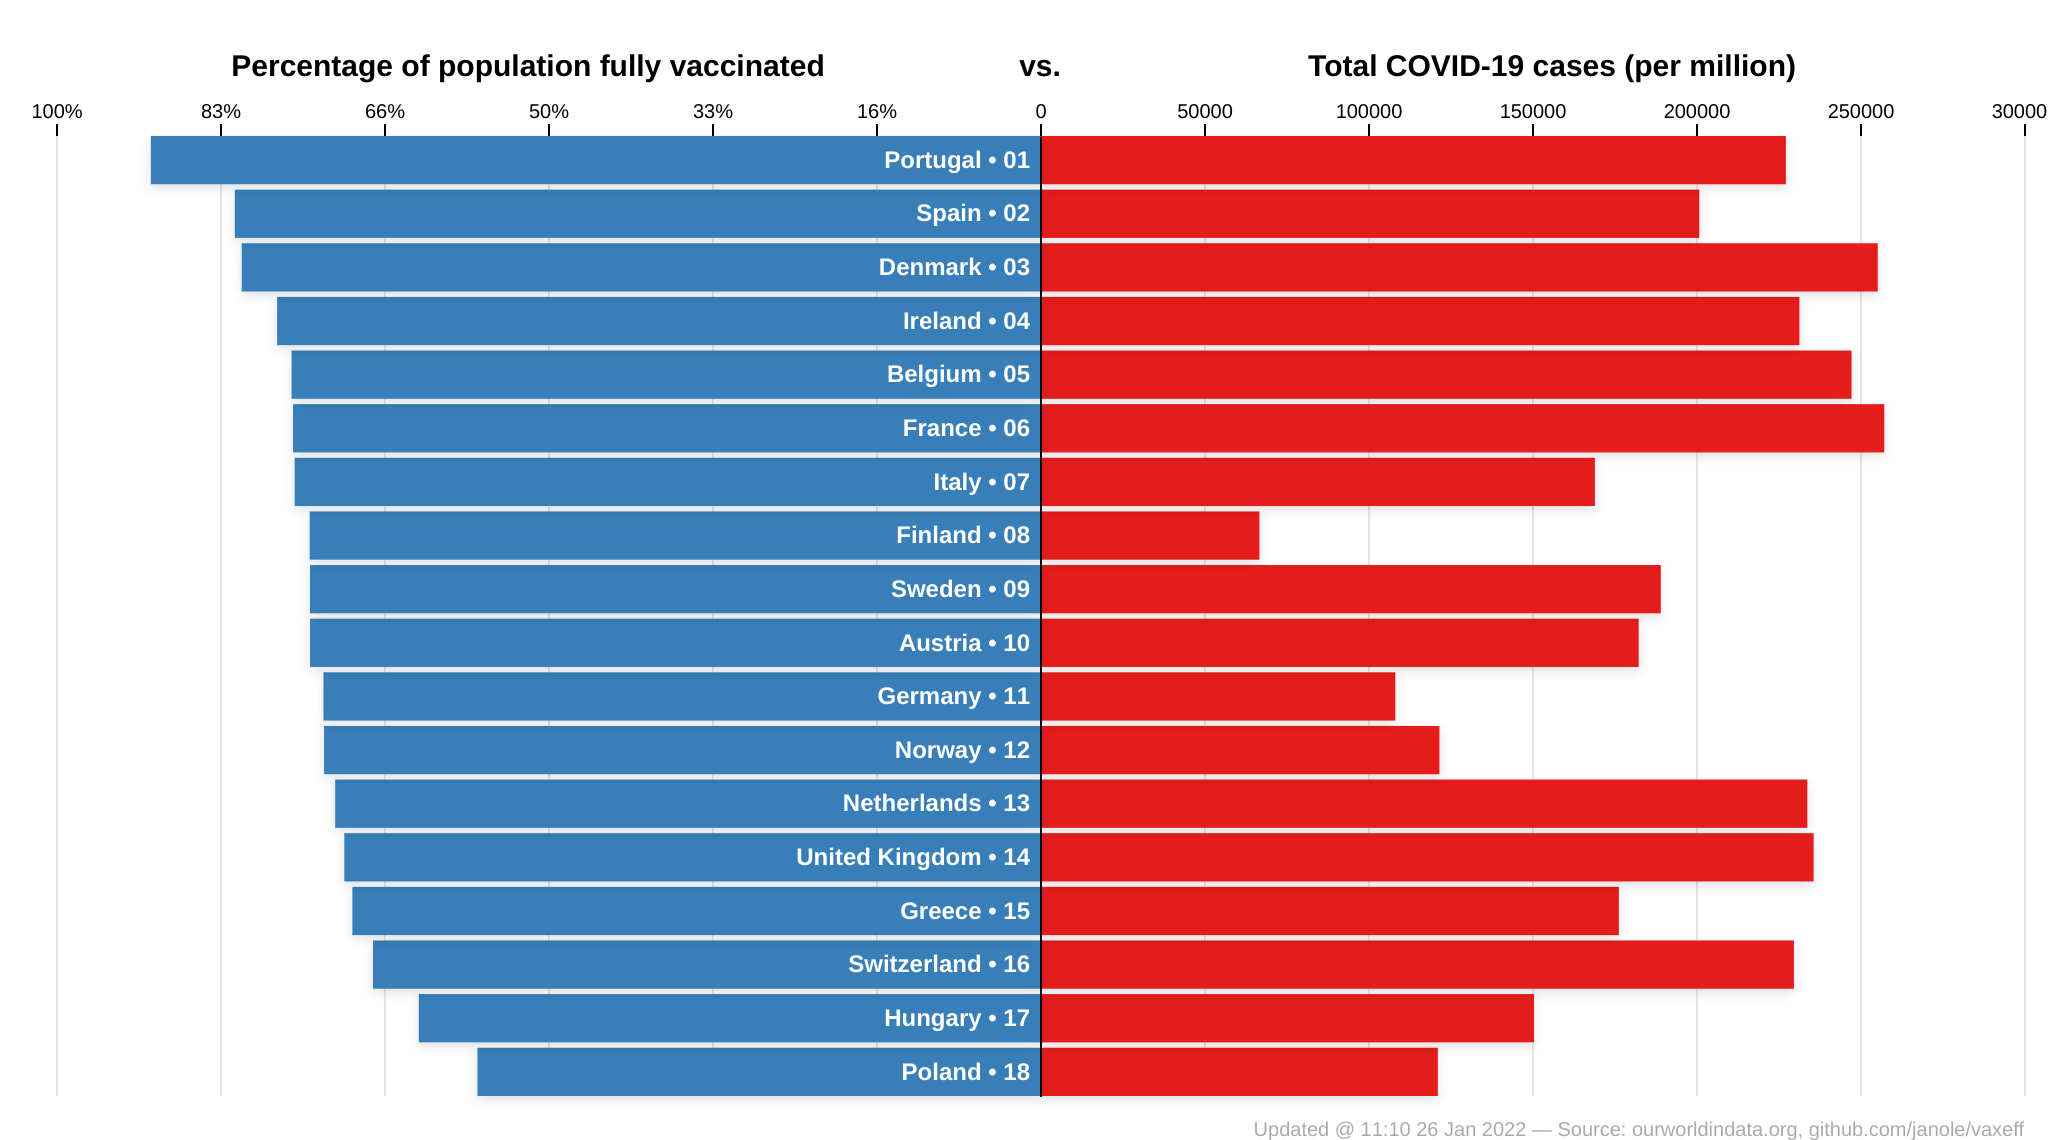 Percentage of population fully vaccinated vs. Total COVID-19 cases (per million)
100% 83% 66% 50% 33% 16% 0 50000 100000 150000 200000 250000 30000
Portugal • 01
Spain • 02
Denmark • 03
Ireland • 04
Belgium • 05
France • 06
Italy • 07
Finland • 08
Sweden • 09
Austria • 10
Germany • 11
Norway • 12
Netherlands • 13
United Kingdom • 14
Greece • 15
Switzerland • 16
Hungary • 17
Poland • 18
Updated @ 11:10 26 Jan 2022 — Source: ourworldindata.org, github.com/janole/vaxeff